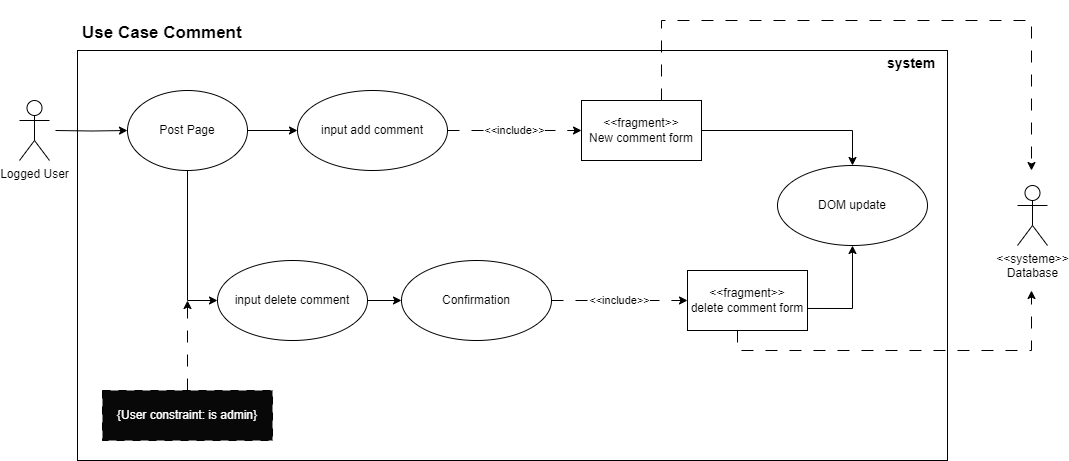 Use Case Comment
system
Logged User
Post Page
input add comment
<<include>>
<<fragment>>
New comment form
DOM update
<<systeme>>
Database
input delete comment
Confirmation
<<include>>
<<fragment>>
delete comment form
{User constraint: is admin}